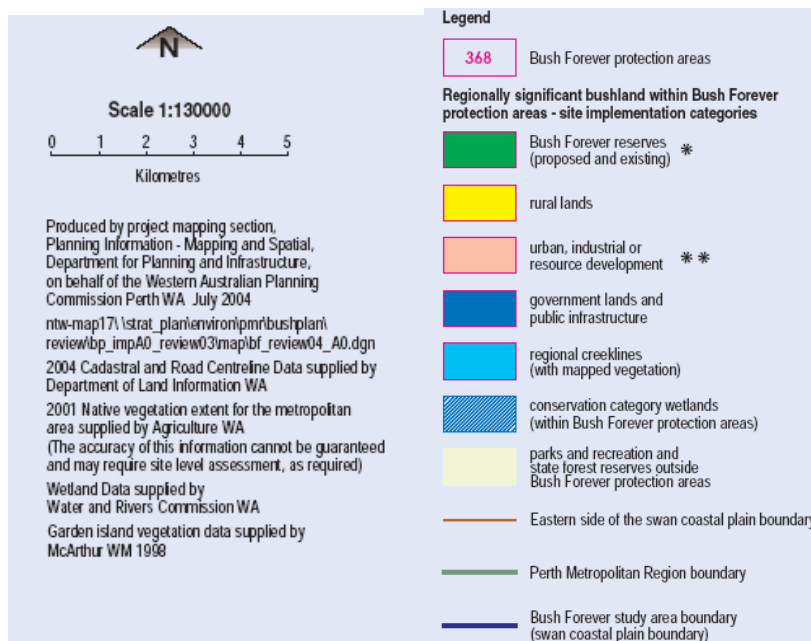 N
Scale 1:130000
0 1 2 3 4 5
Kilometres
Produced by project mapping section,
Planning Information - Mapping and Spatial,
Department for Planning and Infrastructure,
on behalf of the Western Australian Planning
Commission Perth WA July 2004
ntw-map17\ \strat_plan\environ\pmr\bushplan\
review\bp_impA0_review03\map\bf_review04_A0.dgn
2004 Cadastral and Road Centreline Data supplied by
Department of Land Information WA
2001 Native vegetation extent for the metropolitan
area supplied by Agriculture WA
(The accuracy of this information cannot be guaranteed
and may require site level assessment, as required)
Wetland Data supplied by
Water and Rivers Commission WA
Garden island vegetation data supplied by
McArthur WM 1998
Legend
368 Bush Forever protection areas
Regionally significant bushland within Bush Forever
protection areas - site implementation categories
Bush Forever reserves
(proposed and existing) *
rural lands
urban, industrial or
resource development * *
government lands and
public infrastructure
regional creeklines
(with mapped vegetation)
conservation category wetlands
(within Bush Forever protection areas)
parks and recreation and
state forest reserves outside
Bush Forever protection areas
Eastern side of the swan coastal plain boundary
Perth Metropolitan Region boundary
Bush Forever study area boundary
(swan coastal plain boundary)